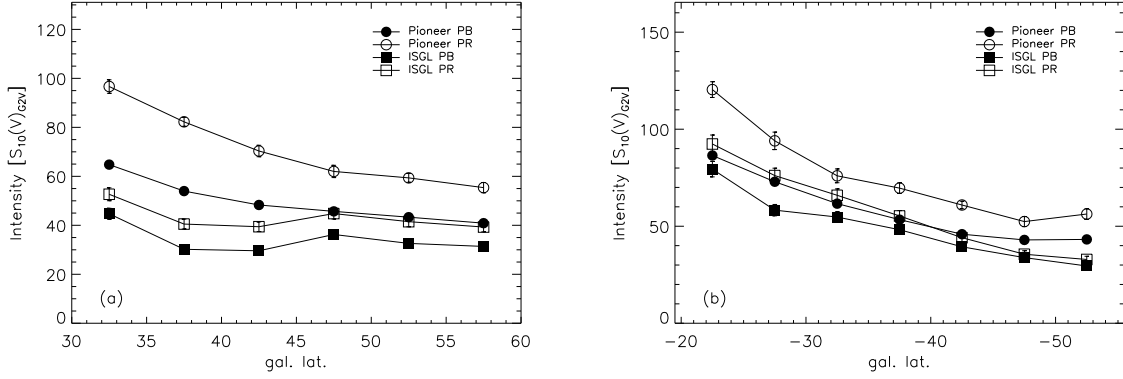 Pioneer PB
Pioneer PR
ISGL PB
ISGL PR
120
100
80
60
40
20
0
Intensity [S10(V)G2V]
(a)
30 35 40 45 50 55 60
gal. lat.
Pioneer PB
Pioneer PR
ISGL PB
ISGL PR
150
100
50
0
Intensity [S10(V)G2V]
(b)
−20 −30 −40 −50
gal. lat.